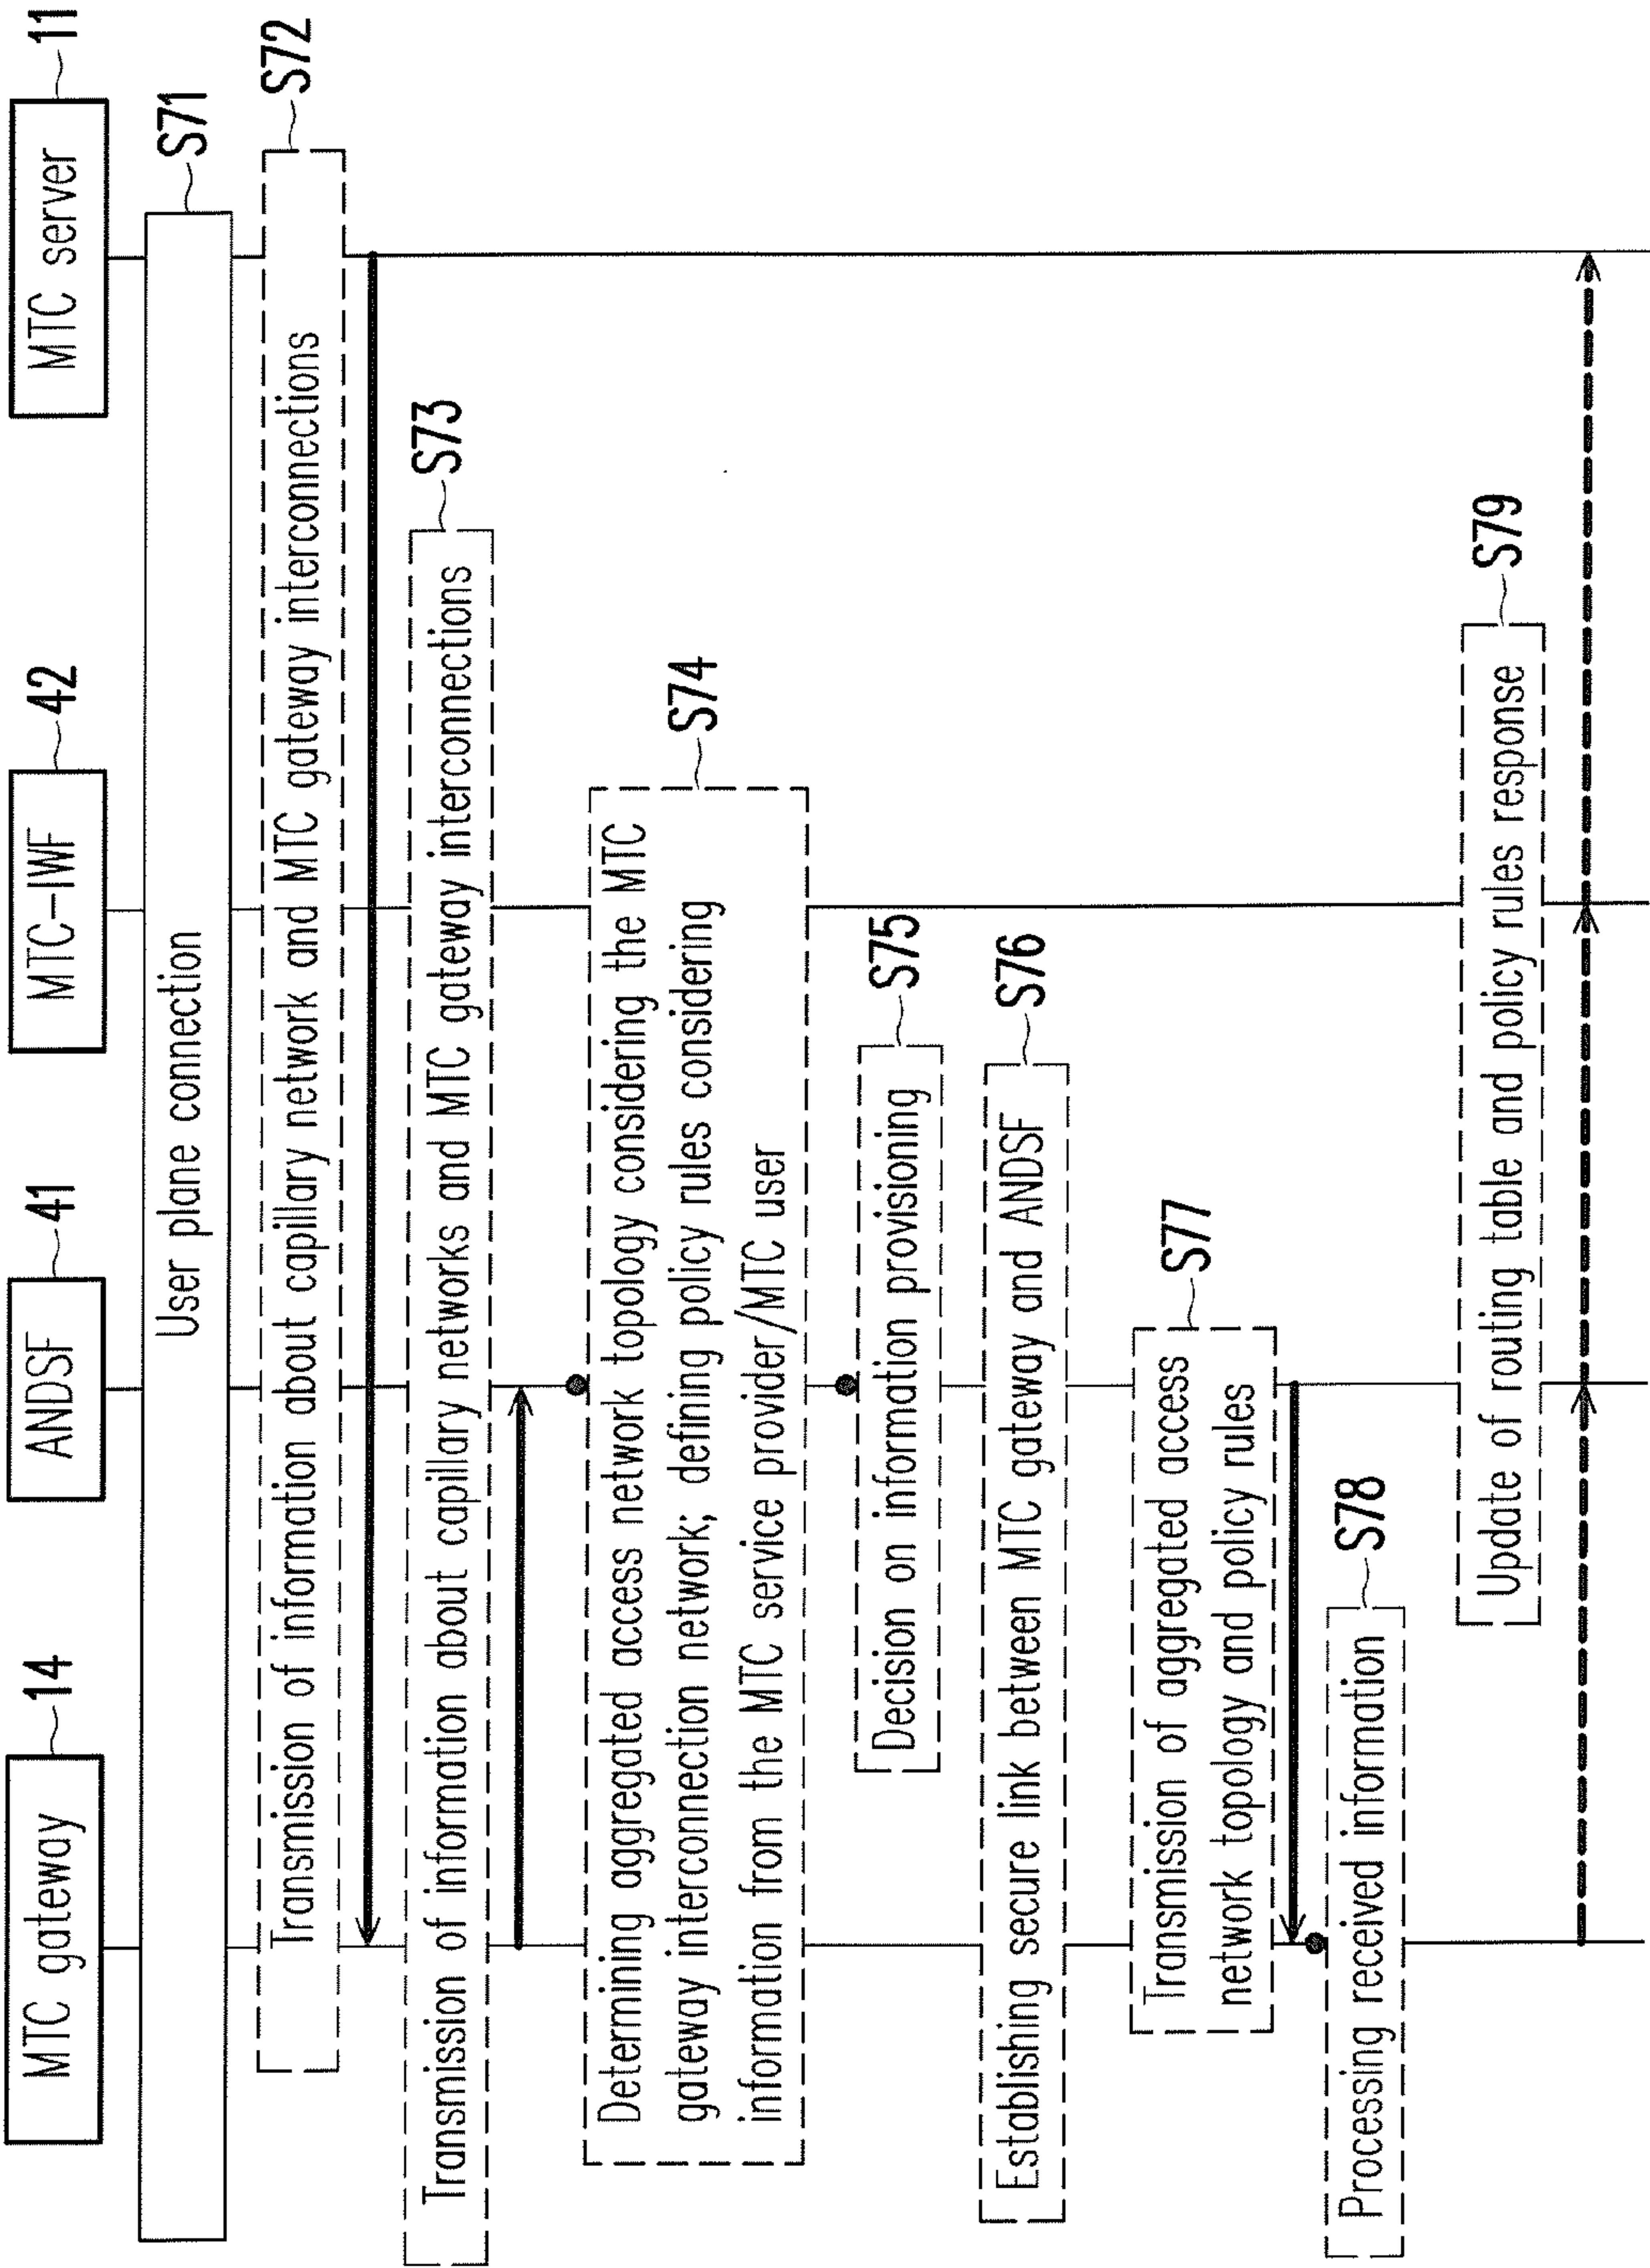 MTC gateway
14
ANDSF
41
MTC-IWF
42
MTC server
11
User plane connection
S71
Transmission of information about capillary network and MTC gateway interconnections
S72
Transmission of information about capillary networks and MTC gateway interconnections
S73
Determining aggregated access network topology considering the MTC
gateway interconnection network; defining policy rules considering
information from the MTC service provider/MTC user
S74
Decision on information provisioning
S75
Establishing secure link between MTC gateway and ANDSF
S76
Transmission of aggregated access
network topology and policy rules
S77
Processing received information
S78
Update of routing table and policy rules response
S79